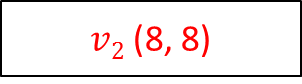 𝑣₂ (8, 8)